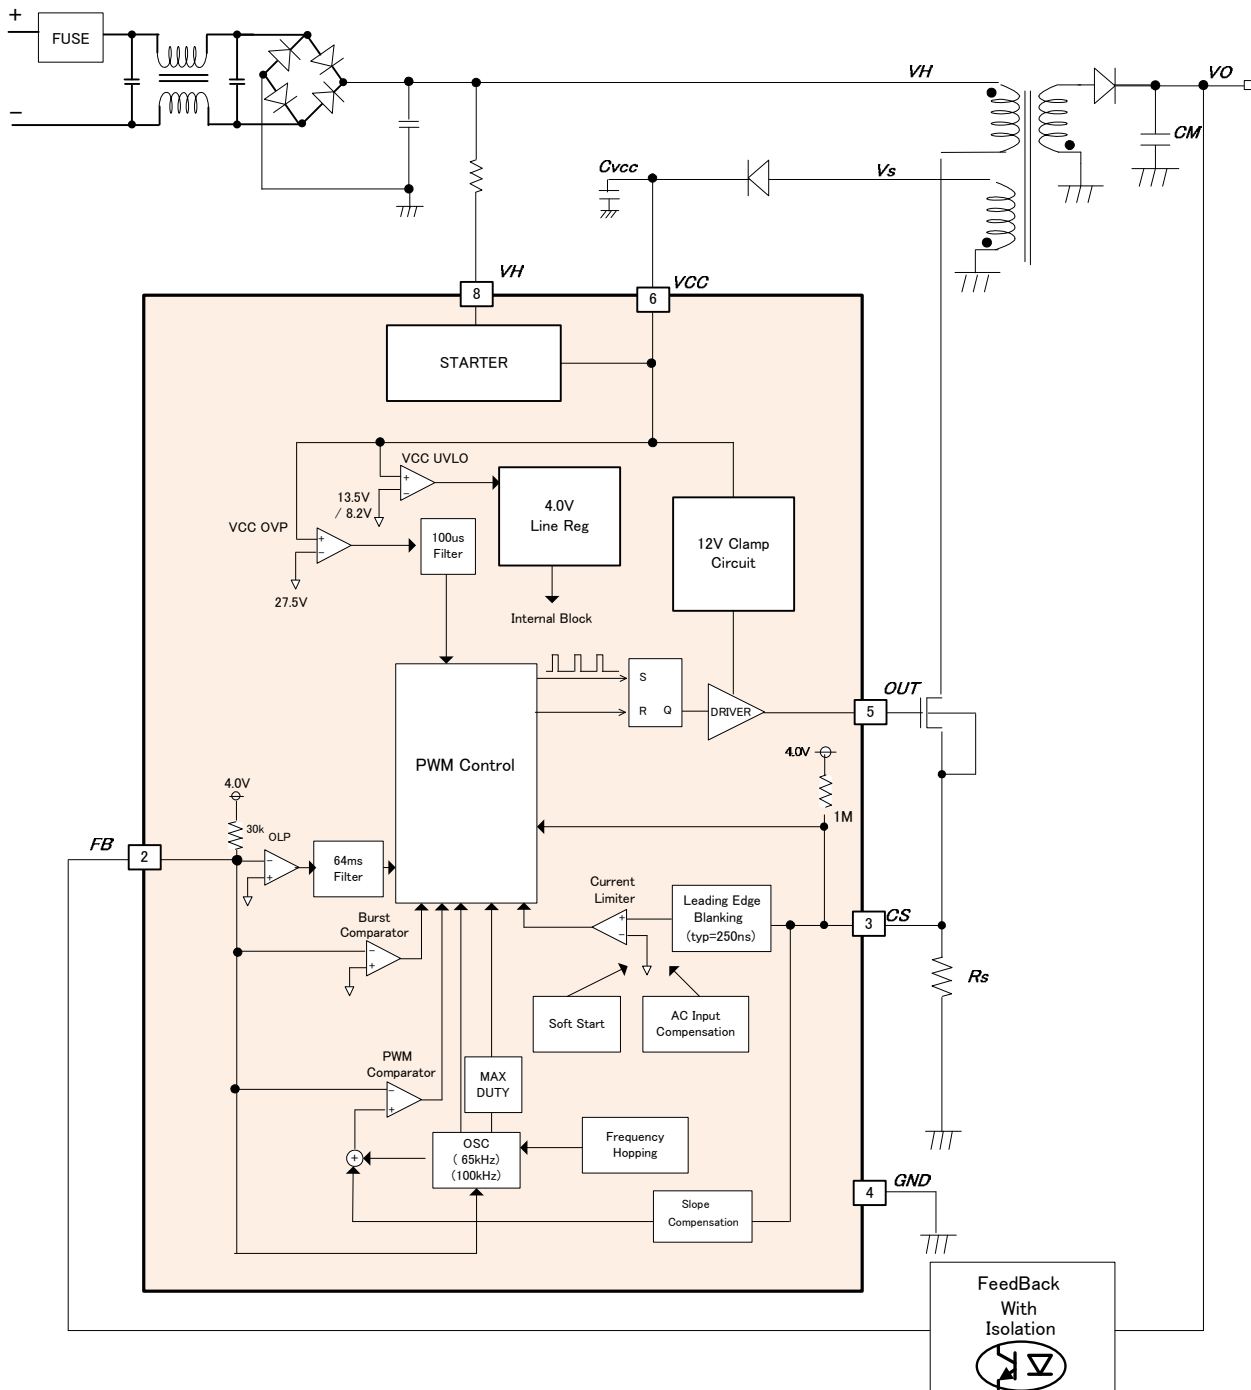 +
FUSE
−
VH
VO
CM
Cvcc
Vs
VH
8
VCC
6
STARTER
VCC UVLO
+
−
13.5V
/ 8.2V
4.0V
Line Reg
VCC OVP
+
−
27.5V
100us
Filter
12V Clamp
Circuit
Internal Block
PWM Control
S
R Q
DRIVER
OUT
5
4.0V
1M
4.0V
30k
OLP
FB
2
−
+
64ms
Filter
Burst
Comparator
−
+
Current
Limiter
+
−
Leading Edge
Blanking
(typ=250ns)
CS
3
Rs
Soft Start
AC Input
Compensation
PWM
Comparator
−
+
MAX
DUTY
+
OSC
( 65kHz)
(100kHz)
Frequency
Hopping
Slope
Compensation
GND
4
FeedBack
With
Isolation